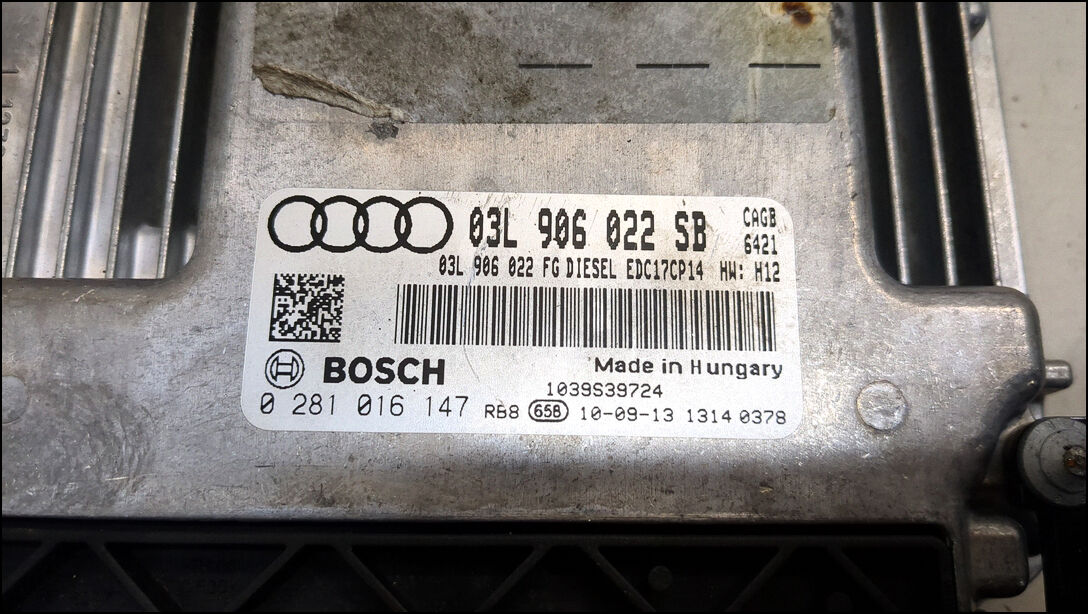 03L 906 022 SB CAGB
6421
03L 906 022 FG DIESEL EDC17CP14 HW: H12
BOSCH
Made in Hungary
1039S39724
0 281 016 147 RB8 658 10-09-13 1314 0378